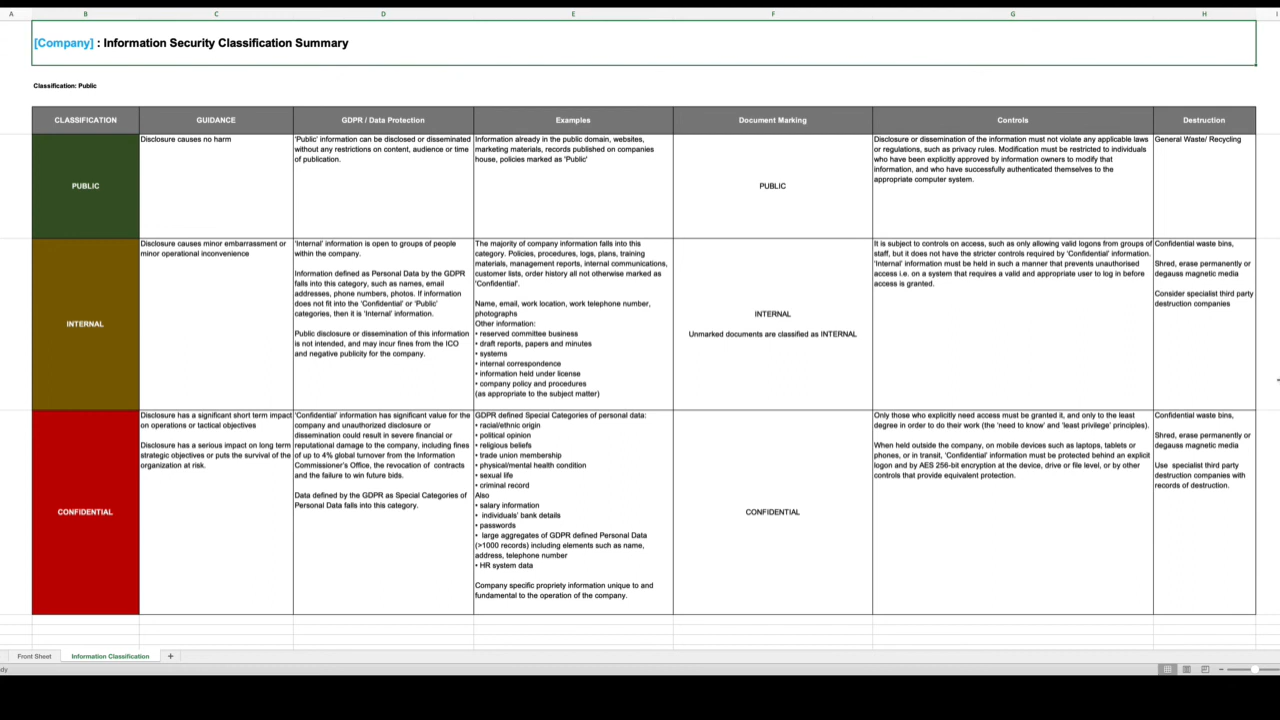 A B C D E F G H I
[Company] : Information Security Classification Summary
Classification: Public
CLASSIFICATION GUIDANCE GDPR / Data Protection Examples Document Marking Controls Destruction
PUBLIC
Disclosure causes no harm
'Public' information can be disclosed or disseminated
without any restrictions on content, audience or time
of publication.
Information already in the public domain, websites,
marketing materials, records published on companies
house, policies marked as 'Public'
PUBLIC
Disclosure or dissemination of the information must not violate any applicable laws
or regulations, such as privacy rules. Modification must be restricted to individuals
who have been explicitly approved by information owners to modify that
information, and who have successfully authenticated themselves to the
appropriate computer system.
General Waste/ Recycling
INTERNAL
Disclosure causes minor embarrassment or
minor operational inconvenience
'Internal' information is open to groups of people
within the company.
Information defined as Personal Data by the GDPR
falls into this category, such as names, email
addresses, phone numbers, photos. If information
does not fit into the 'Confidential' or 'Public'
categories, then it is 'Internal' information.
Public disclosure or dissemination of this information
is not intended, and may incur fines from the ICO
and negative publicity for the company.
The majority of company information falls into this
category. Policies, procedures, logs, plans, training
materials, management reports, internal communications,
customer lists, order history all not otherwise marked as
'Confidential'.
Name, email, work location, work telephone number,
photographs
Other information:
• reserved committee business
• draft reports, papers and minutes
• systems
• internal correspondence
• information held under license
• company policy and procedures
(as appropriate to the subject matter)
INTERNAL
Unmarked documents are classified as INTERNAL
It is subject to controls on access, such as only allowing valid logons from groups of
staff, but it does not have the stricter controls required by 'Confidential' information.
'Internal' information must be held in such a manner that prevents unauthorised
access i.e. on a system that requires a valid and appropriate user to log in before
access is granted.
Confidential waste bins,
Shred, erase permanently or
degauss magnetic media
Consider specialist third party
destruction companies
CONFIDENTIAL
Disclosure has a significant short term impact
on operations or tactical objectives
Disclosure has a serious impact on long term
strategic objectives or puts the survival of the
organization at risk.
'Confidential' information has significant value for the
company and unauthorized disclosure or
dissemination could result in severe financial or
reputational damage to the company, including fines
of up to 4% global turnover from the Information
Commissioner's Office, the revocation of contracts
and the failure to win future bids.
Data defined by the GDPR as Special Categories of
Personal Data falls into this category.
GDPR defined Special Categories of personal data:
• racial/ethnic origin
• political opinion
• religious beliefs
• trade union membership
• physical/mental health condition
• sexual life
• criminal record
Also
• salary information
• individuals' bank details
• passwords
• large aggregates of GDPR defined Personal Data
(>1000 records) including elements such as name,
address, telephone number
• HR system data
Company specific propriety information unique to and
fundamental to the operation of the company.
CONFIDENTIAL
Only those who explicitly need access must be granted it, and only to the least
degree in order to do their work (the 'need to know' and 'least privilege' principles).
When held outside the company, on mobile devices such as laptops, tablets or
phones, or in transit, 'Confidential' information must be protected behind an explicit
logon and by AES 256-bit encryption at the device, drive or file level, or by other
controls that provide equivalent protection.
Confidential waste bins,
Shred, erase permanently or
degauss magnetic media
Use specialist third party
destruction companies with
records of destruction.
Front Sheet Information Classification +
dy